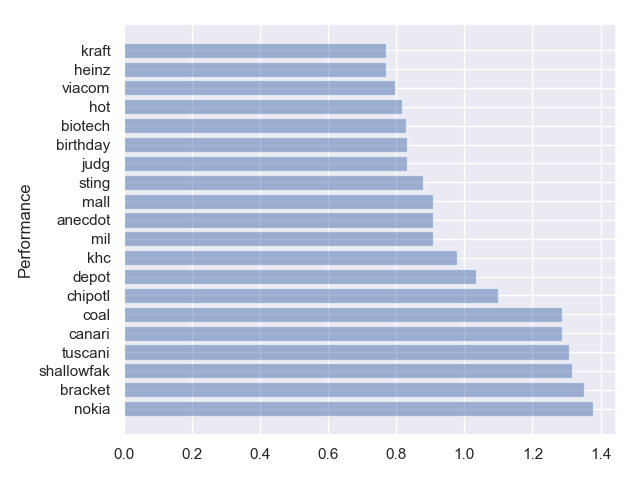 kraft
heinz
viacom
hot
biotech
birthday
judg
sting
mall
anecdot
mil
khc
depot
chipotl
coal
canari
tuscani
shallowfak
bracket
nokia
Performance
0.0 0.2 0.4 0.6 0.8 1.0 1.2 1.4